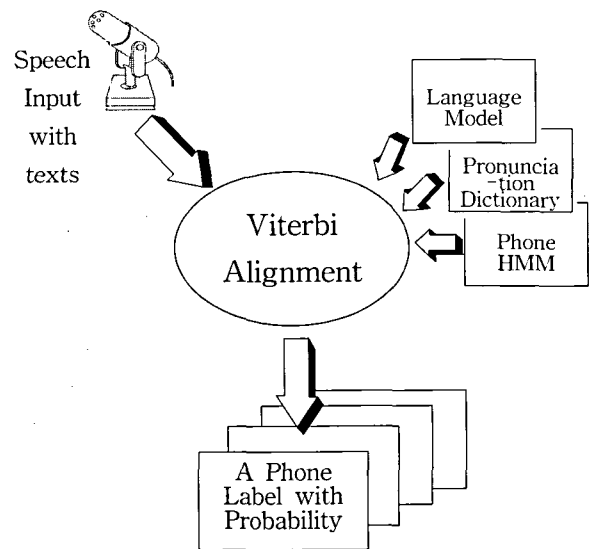 Speech
Input
with
texts
Language
Model
Pronuncia
-tion
Dictionary
Phone
HMM
Viterbi
Alignment
A Phone
Label with
Probability